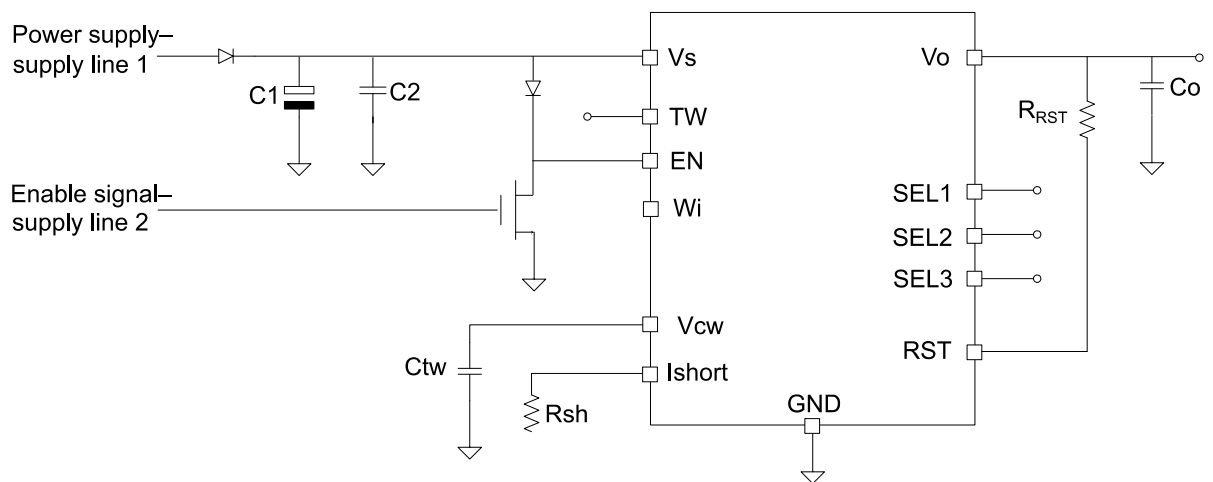 Power supply–
supply line 1
C1
C2
Vs
TW
EN
Wi
Enable signal–
supply line 2
Vcw
Ctw
Ishort
Rsh
GND
Vo
Co
RRST
SEL1
SEL2
SEL3
RST